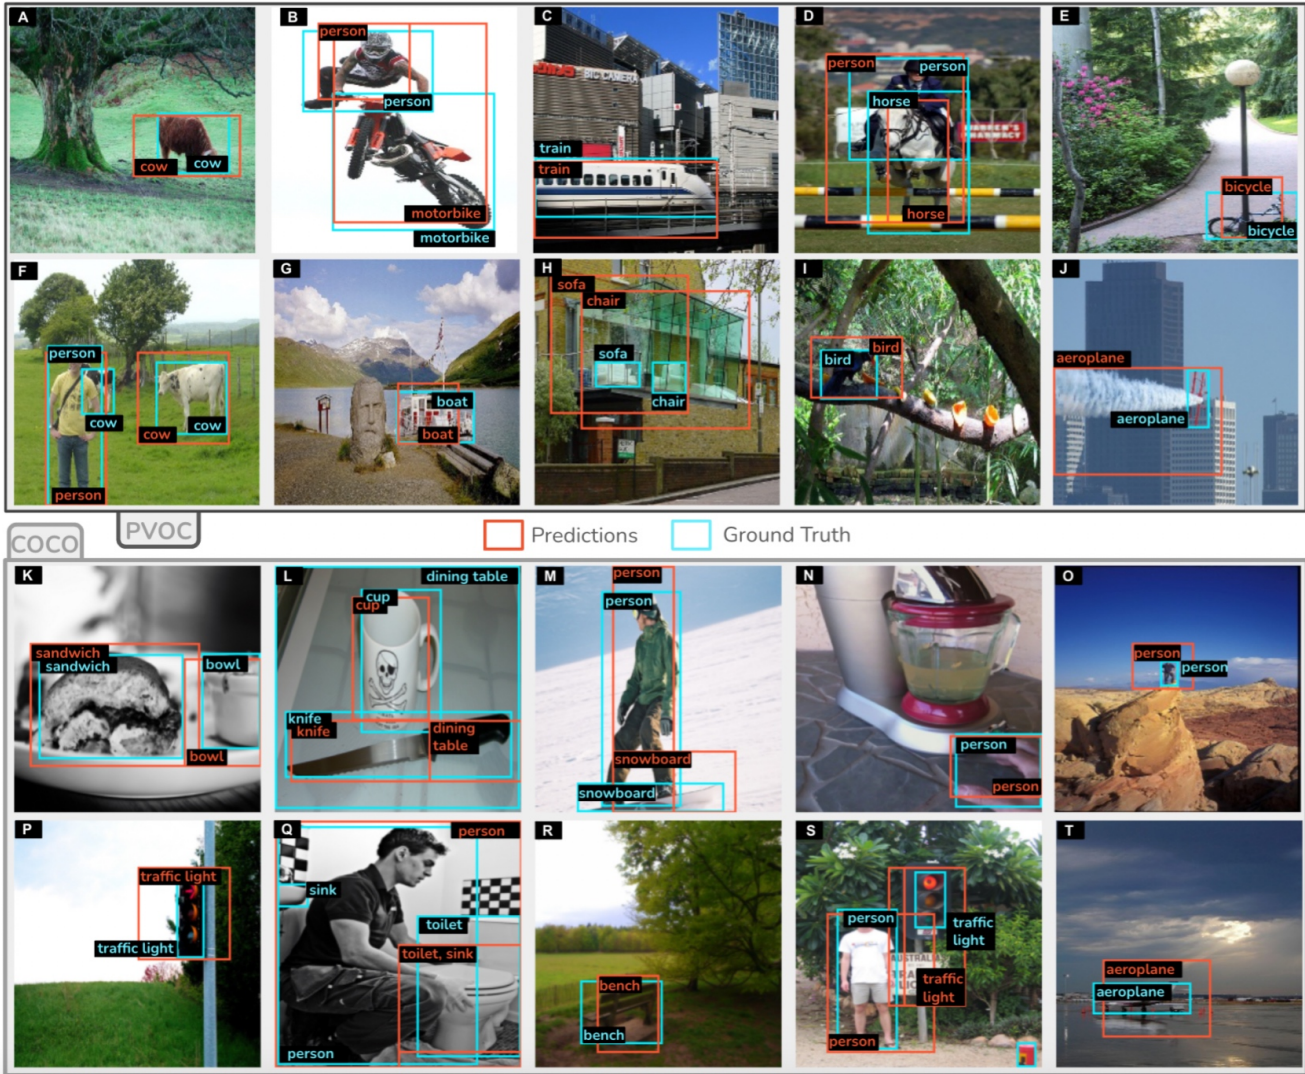 A
cow
cow
B
person
person
motorbike
motorbike
C
BIC CAMERA
train
train
D
person
person
horse
horse
E
bicycle
bicycle
F
person
cow
cow
cow
person
G
boat
boat
H
sofa
chair
sofa
chair
I
bird
bird
J
aeroplane
aeroplane
COCO
PVOC
Predictions
Ground Truth
K
sandwich
sandwich
bowl
bowl
L
dining table
cup
cup
knife
knife
dining
table
M
person
person
snowboard
snowboard
N
person
person
O
person
person
P
traffic light
traffic light
Q
person
sink
toilet
toilet, sink
person
R
bench
bench
S
person
traffic
light
AUSTRALIA
traffic
light
person
T
aeroplane
aeroplane